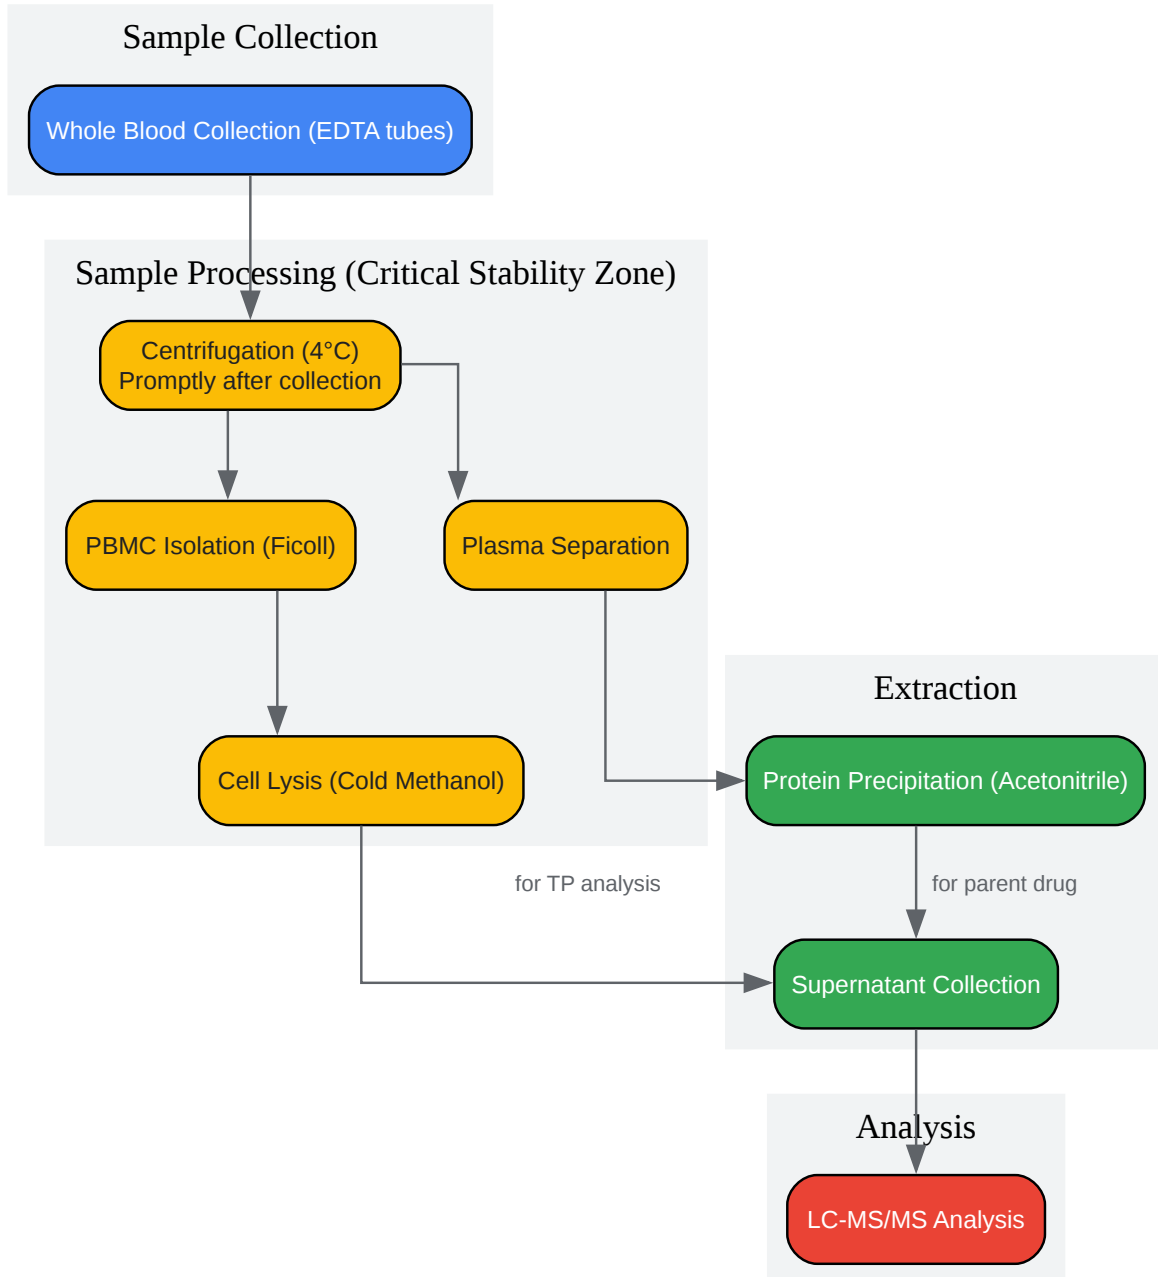 Sample Collection
Whole Blood Collection (EDTA tubes)
Sample Processing (Critical Stability Zone)
Centrifugation (4°C)
Promptly after collection
PBMC Isolation (Ficoll)
Plasma Separation
Extraction
Cell Lysis (Cold Methanol)
Protein Precipitation (Acetonitrile)
for TP analysis
for parent drug
Supernatant Collection
Analysis
LC-MS/MS Analysis